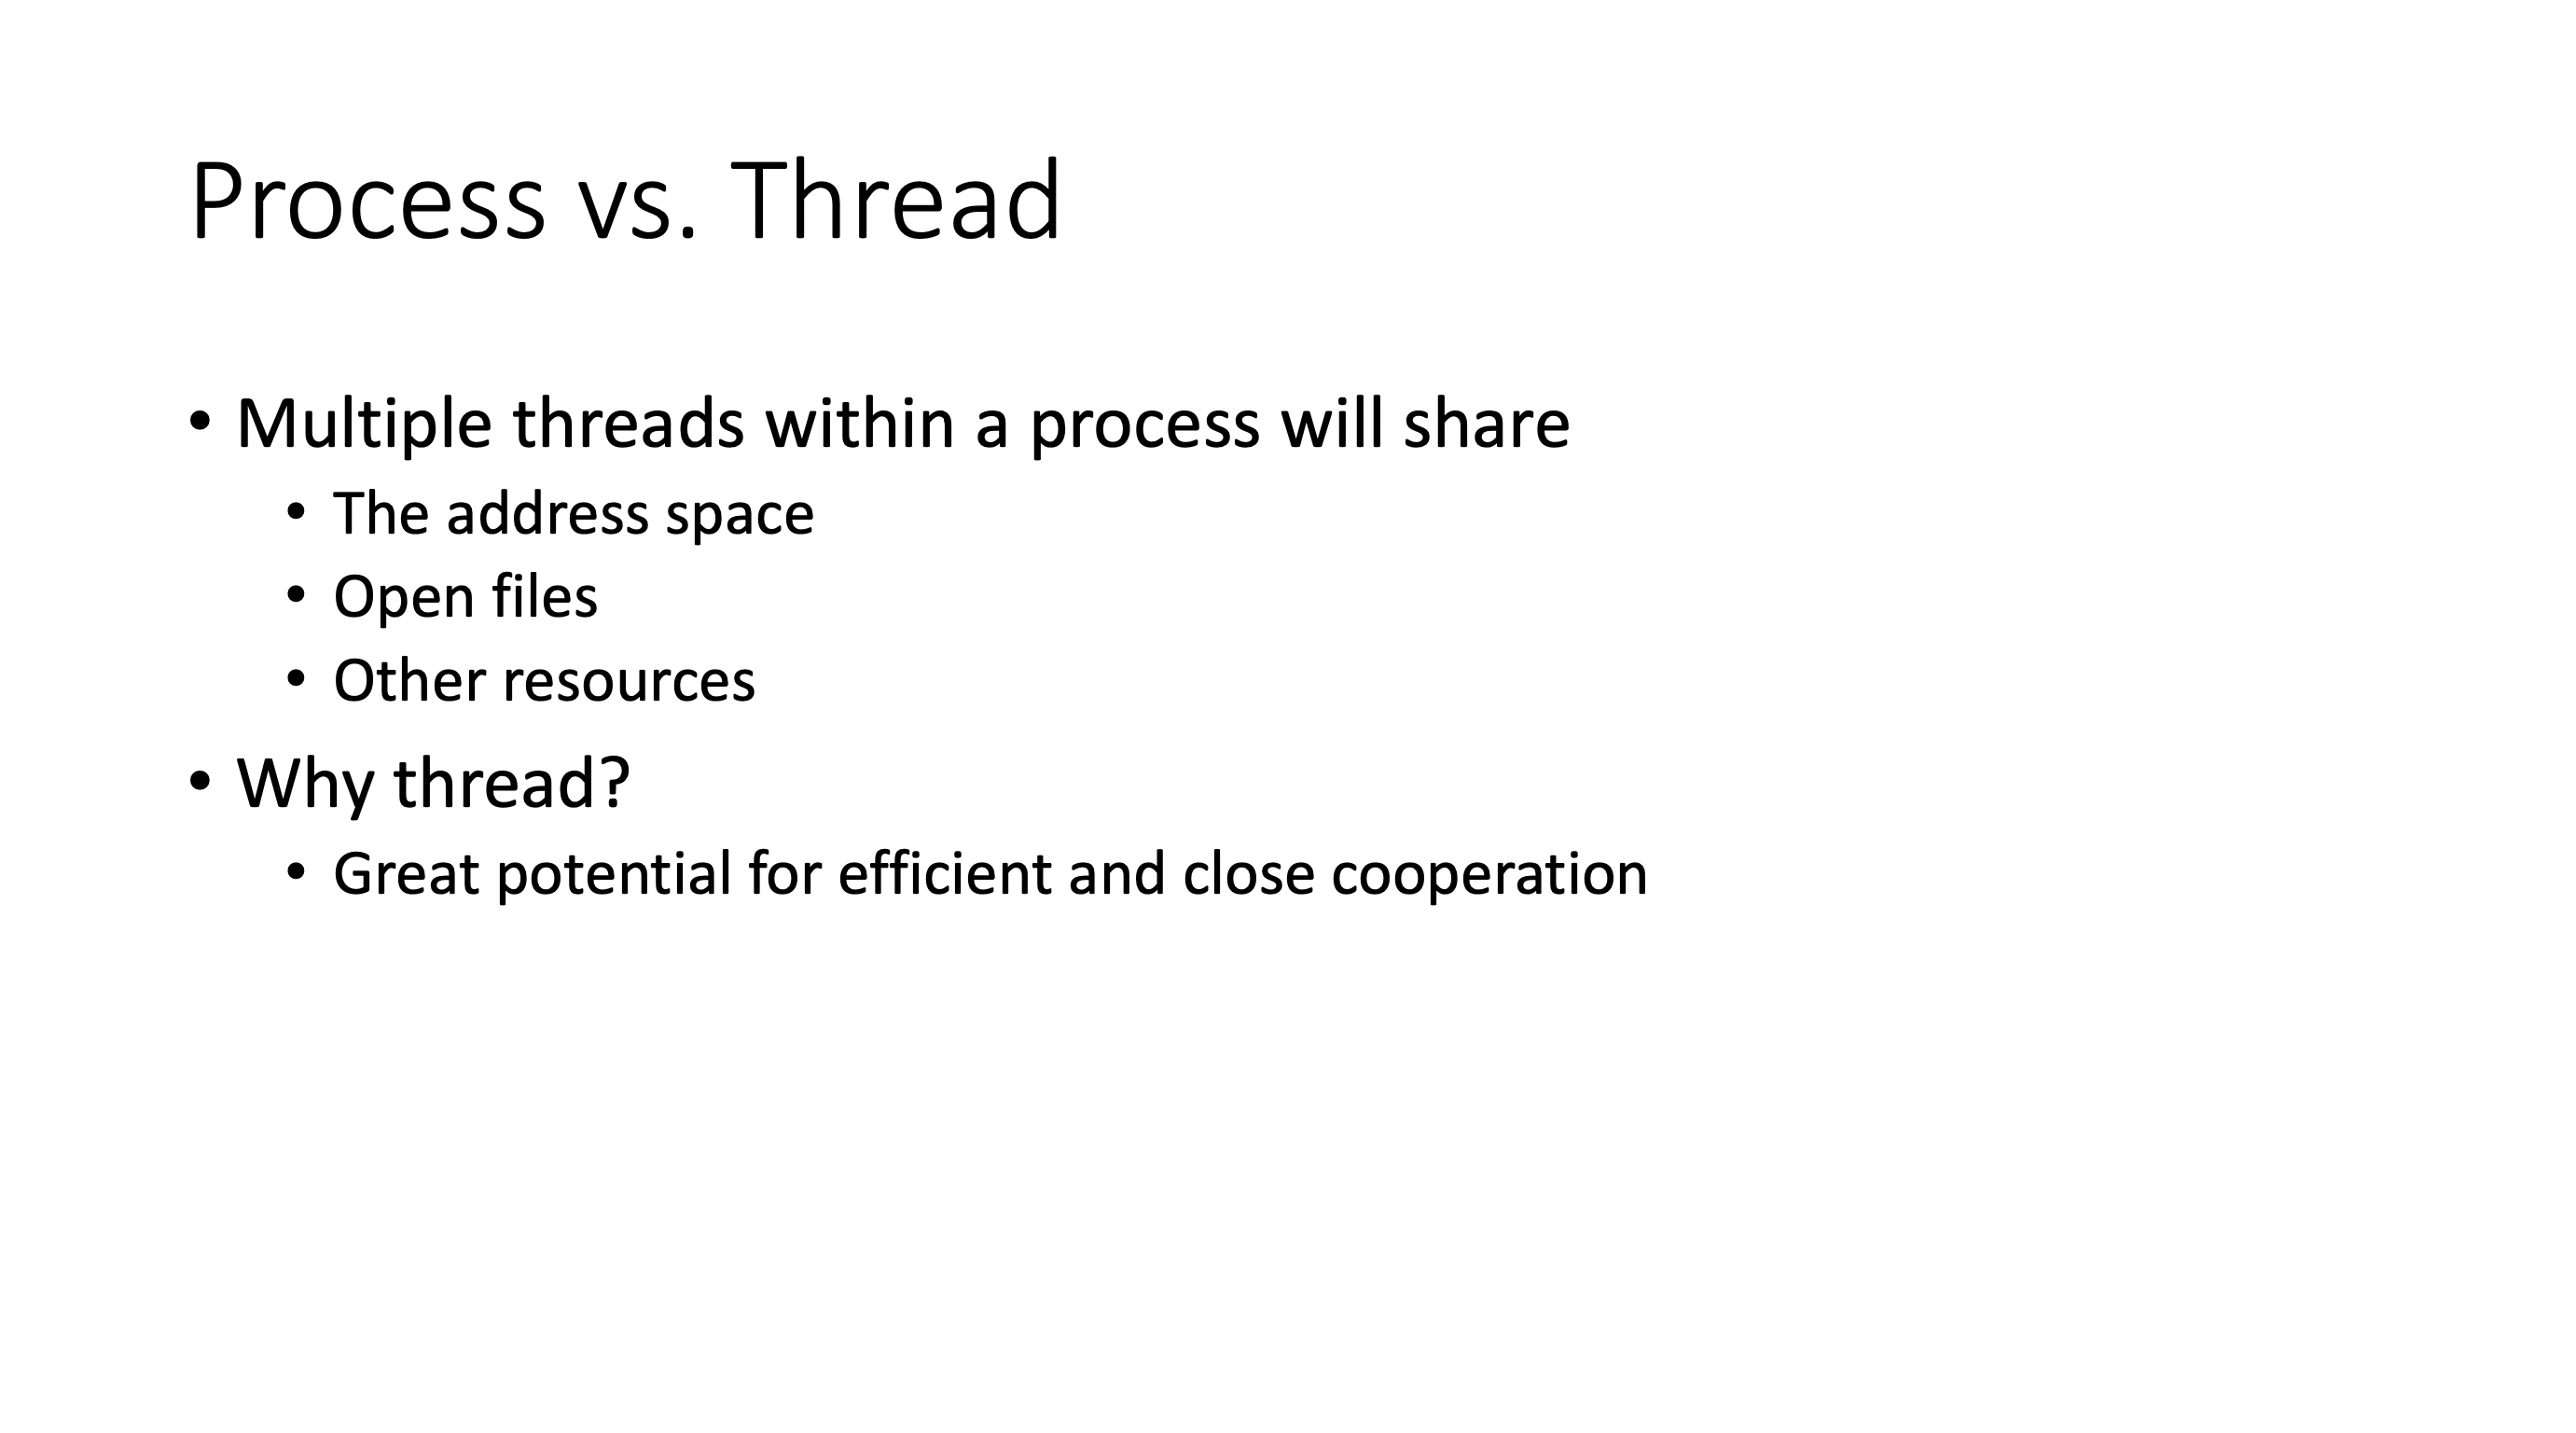 Process vs. Thread
• Multiple threads within a process will share
• The address space
• Open files
• Other resources
• Why thread?
• Great potential for efficient and close cooperation